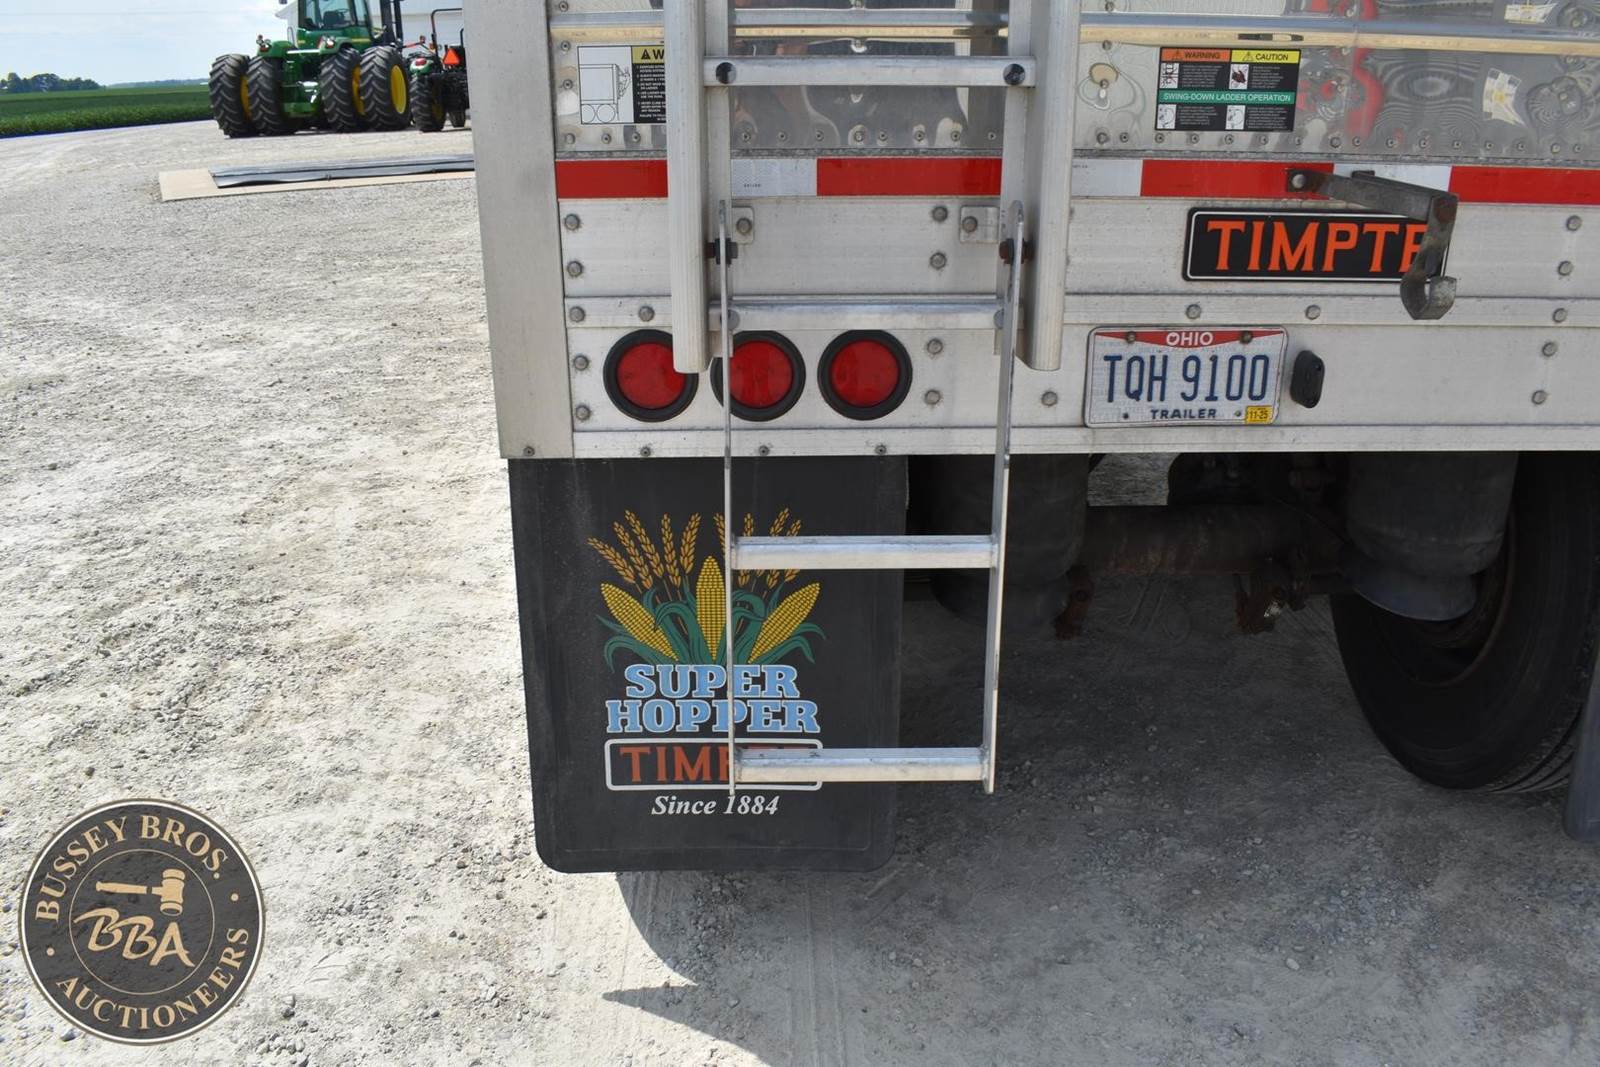 WARNING
CAUTION
SWING-DOWN LADDER OPERATION
TIMPTE
OHIO
TQH 9100
TRAILER
11-25
SUPER
HOPPER
TIM
Since 1884
BUSSEY BROS.
BBA
AUCTIONEERS